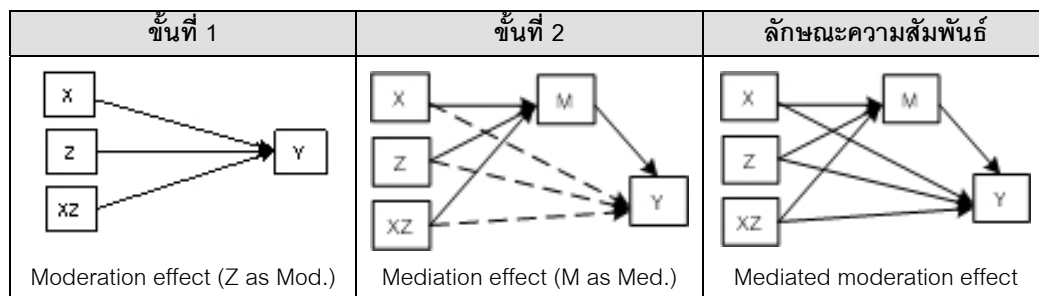 ขั้นที่ 1
ขั้นที่ 2
ลักษณะความสัมพันธ์
X
Z
XZ
Y
Moderation effect (Z as Mod.)
X
Z
XZ
M
Y
Mediation effect (M as Med.)
X
Z
XZ
M
Y
Mediated moderation effect